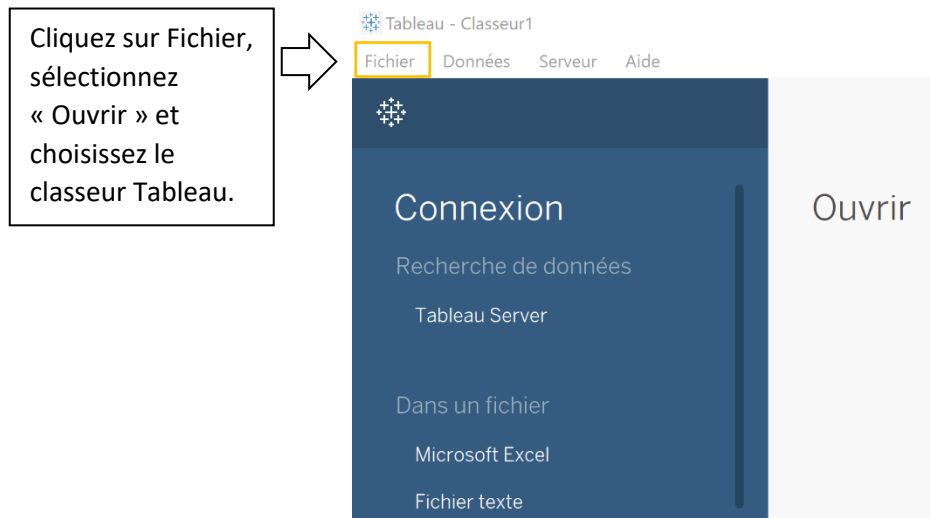 Cliquez sur Fichier,
sélectionnez
« Ouvrir » et
choisissez le
classeur Tableau.
Tableau - Classeur1
Fichier Données Serveur Aide
Connexion
Ouvrir
Recherche de données
Tableau Server
Dans un fichier
Microsoft Excel
Fichier texte